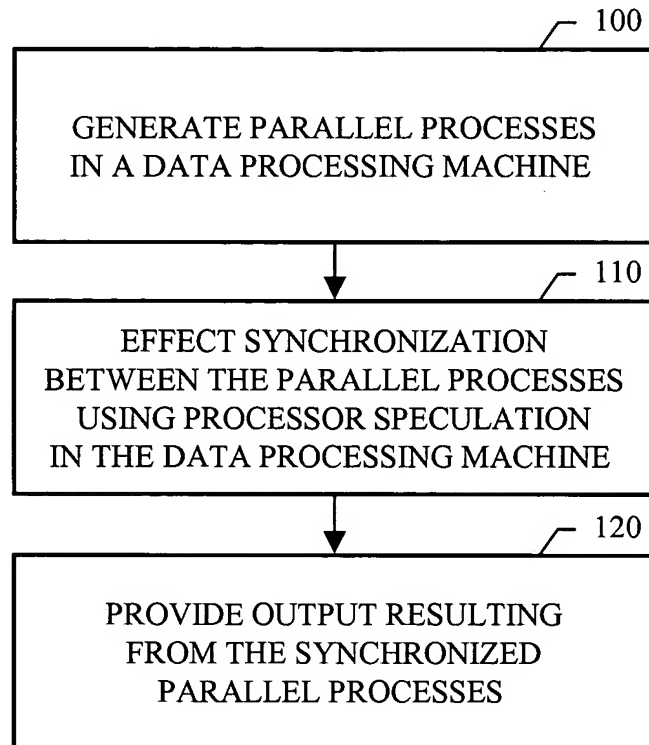 100
GENERATE PARALLEL PROCESSES
IN A DATA PROCESSING MACHINE
110
EFFECT SYNCHRONIZATION
BETWEEN THE PARALLEL PROCESSES
USING PROCESSOR SPECULATION
IN THE DATA PROCESSING MACHINE
120
PROVIDE OUTPUT RESULTING
FROM THE SYNCHRONIZED
PARALLEL PROCESSES